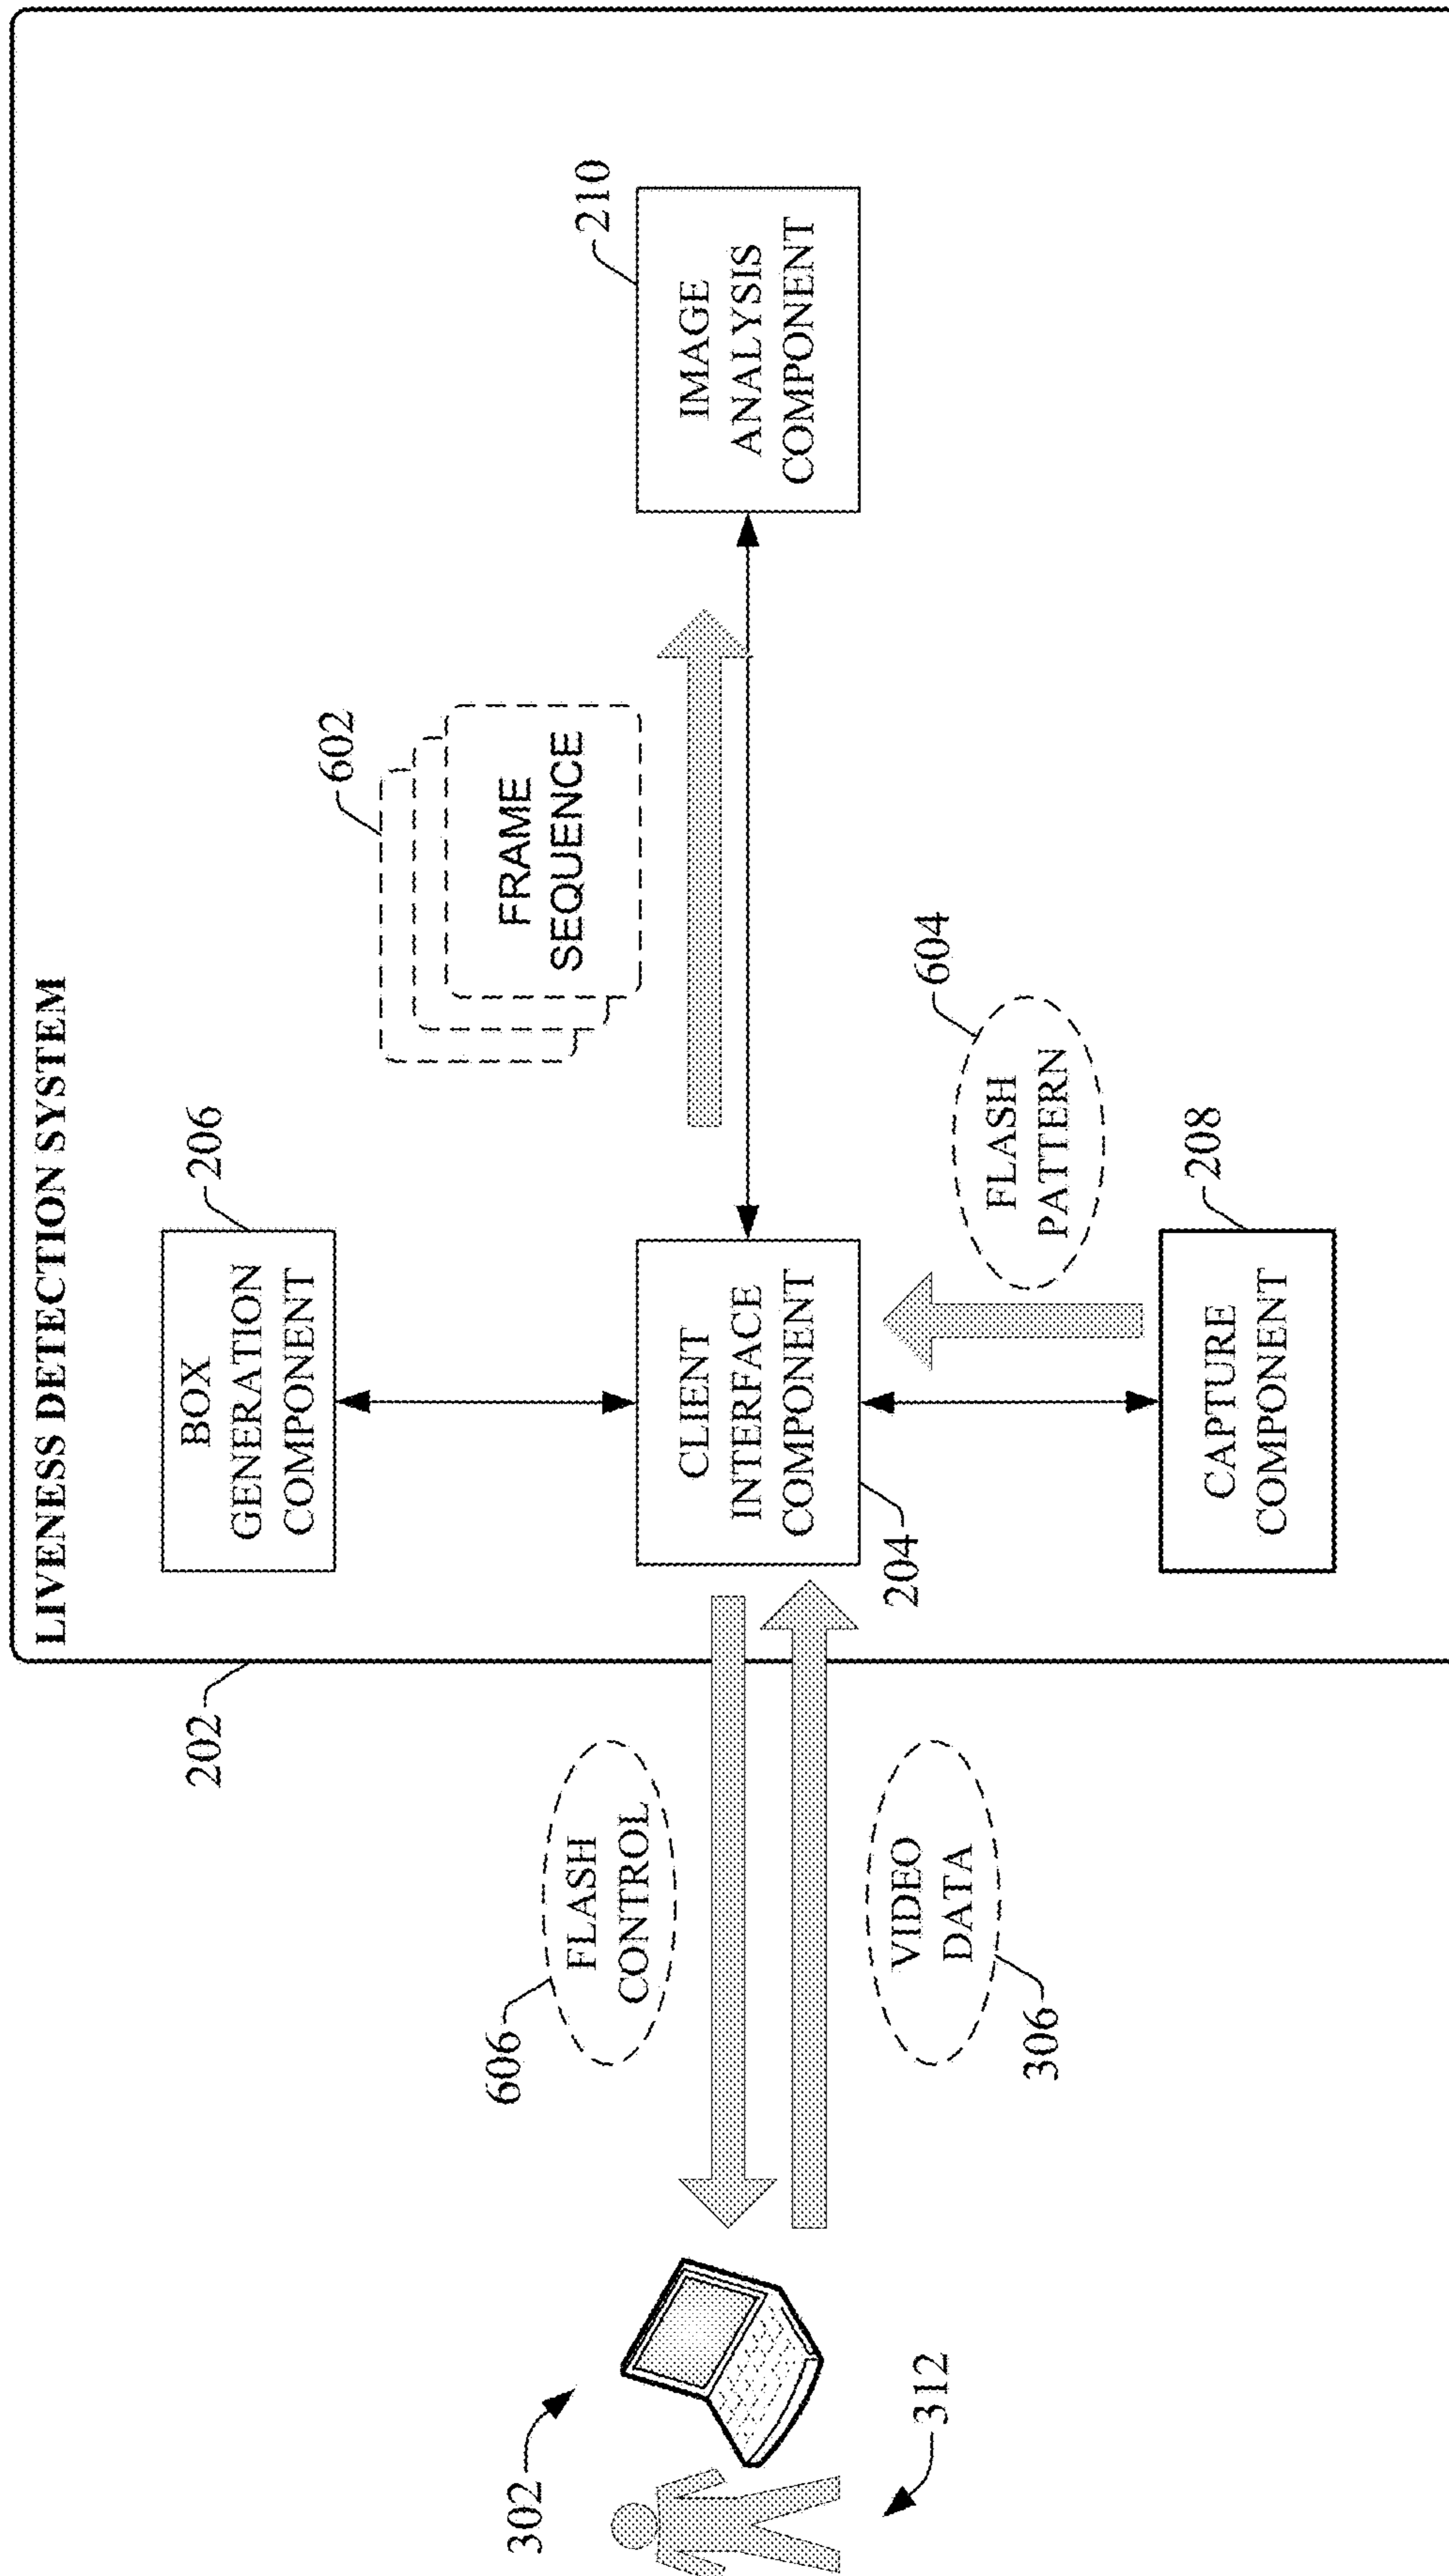 LIVENESS DETECTION SYSTEM
202
BOX
GENERATION
COMPONENT
206
602
FRAME
SEQUENCE
IMAGE
ANALYSIS
COMPONENT
210
302
312
606
FLASH
CONTROL
VIDEO
DATA
306
CLIENT
INTERFACE
COMPONENT
204
FLASH
PATTERN
604
CAPTURE
COMPONENT
208